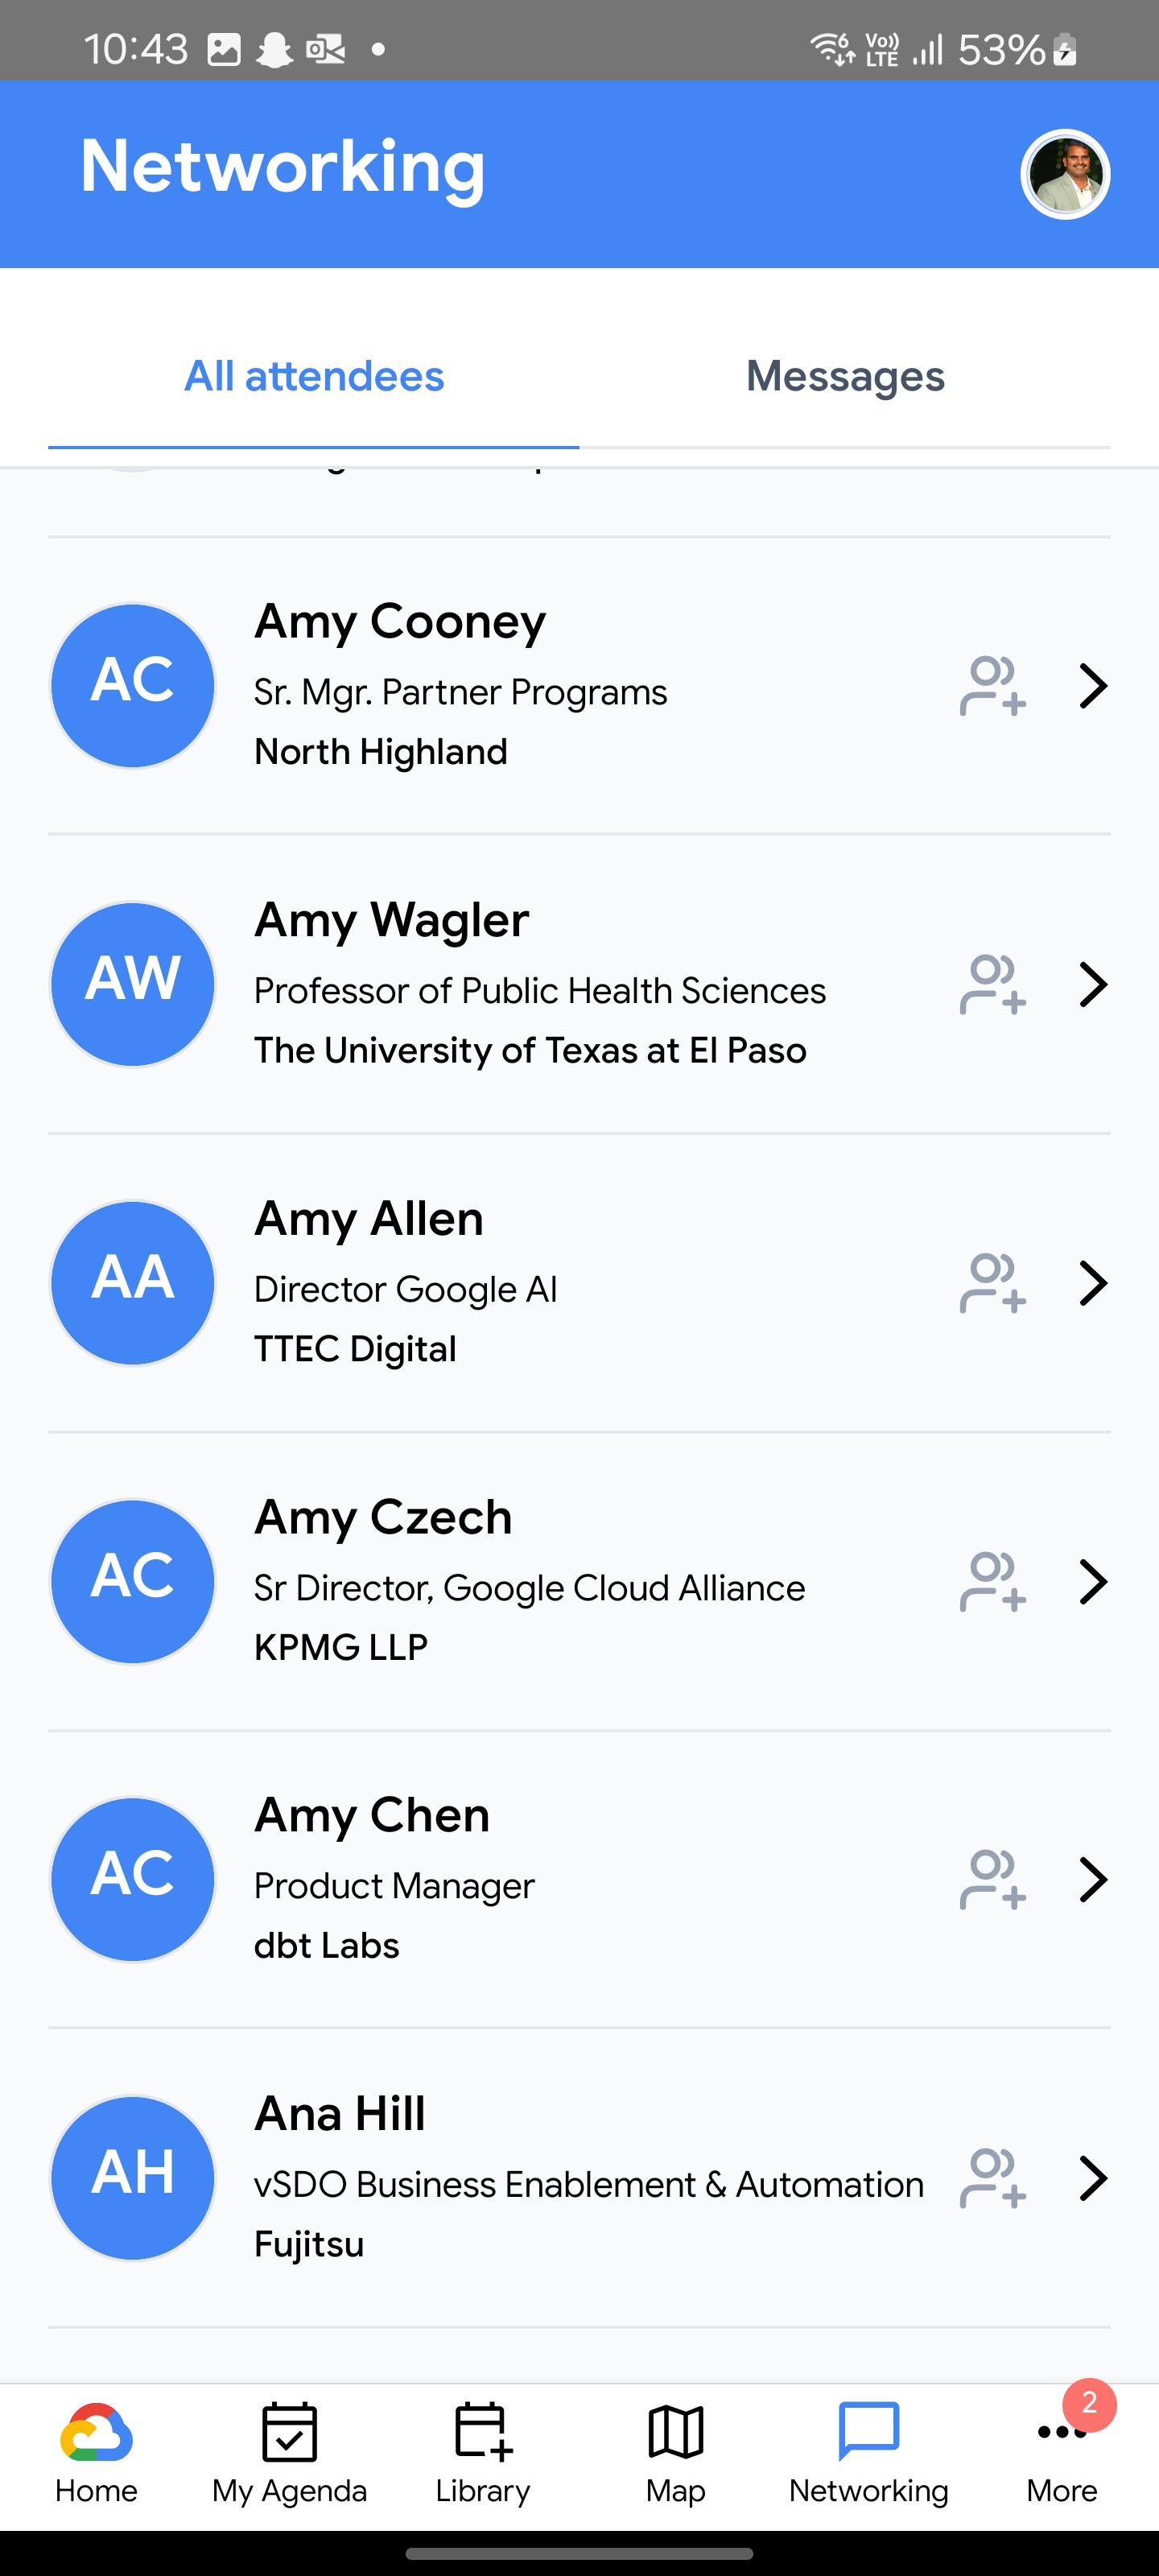 10:43
Vo)) LTE
53%
Networking
All attendees
Messages
AC
Amy Cooney
Sr. Mgr. Partner Programs
North Highland
AW
Amy Wagler
Professor of Public Health Sciences
The University of Texas at El Paso
AA
Amy Allen
Director Google AI
TTEC Digital
AC
Amy Czech
Sr Director, Google Cloud Alliance
KPMG LLP
AC
Amy Chen
Product Manager
dbt Labs
AH
Ana Hill
vSDO Business Enablement & Automation
Fujitsu
2
Home
My Agenda
Library
Map
Networking
More